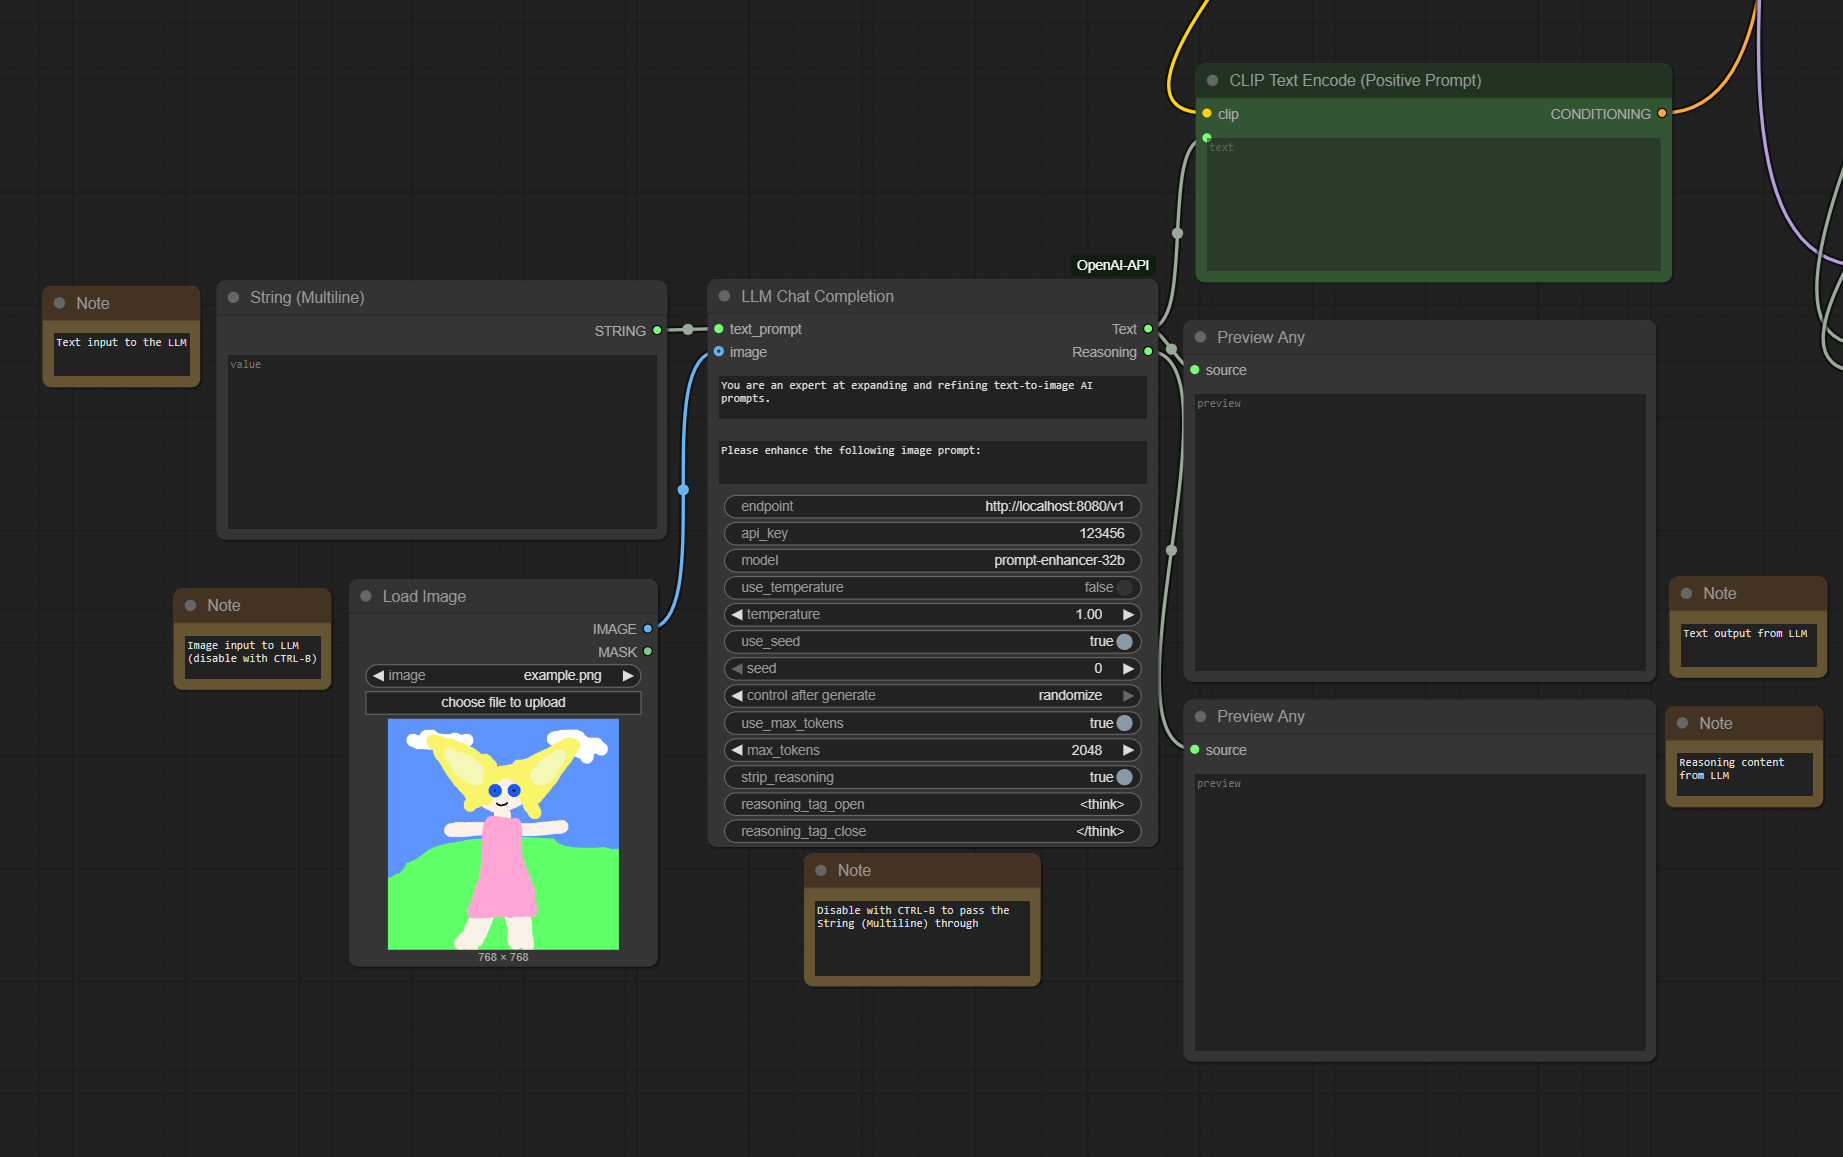 CLIP Text Encode (Positive Prompt)
clip
CONDITIONING
text
OpenAI-API
Note
Text input to the LLM
String (Multiline)
STRING
value
LLM Chat Completion
text_prompt
Text
image
Reasoning
You are an expert at expanding and refining text-to-image AI
prompts.
Please enhance the following image prompt:
endpoint http://localhost:8080/v1
api_key 123456
model prompt-enhancer-32b
use_temperature false
temperature 1.00
use_seed true
seed 0
control after generate randomize
use_max_tokens true
max_tokens 2048
strip_reasoning true
reasoning_tag_open <think>
reasoning_tag_close </think>
Note
Image input to LLM
(disable with CTRL-B)
Load Image
IMAGE
MASK
image example.png
choose file to upload
768 × 768
Note
Disable with CTRL-B to pass the
String (Multiline) through
Preview Any
source
preview
Note
Text output from LLM
Preview Any
source
preview
Note
Reasoning content
from LLM